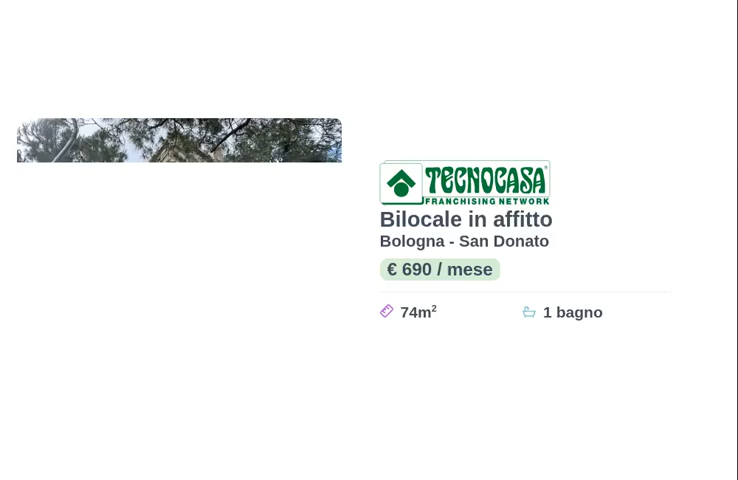 TECNOCASA®
FRANCHISING NETWORK
Bilocale in affitto
Bologna - San Donato
€ 690 / mese
74m²
1 bagno